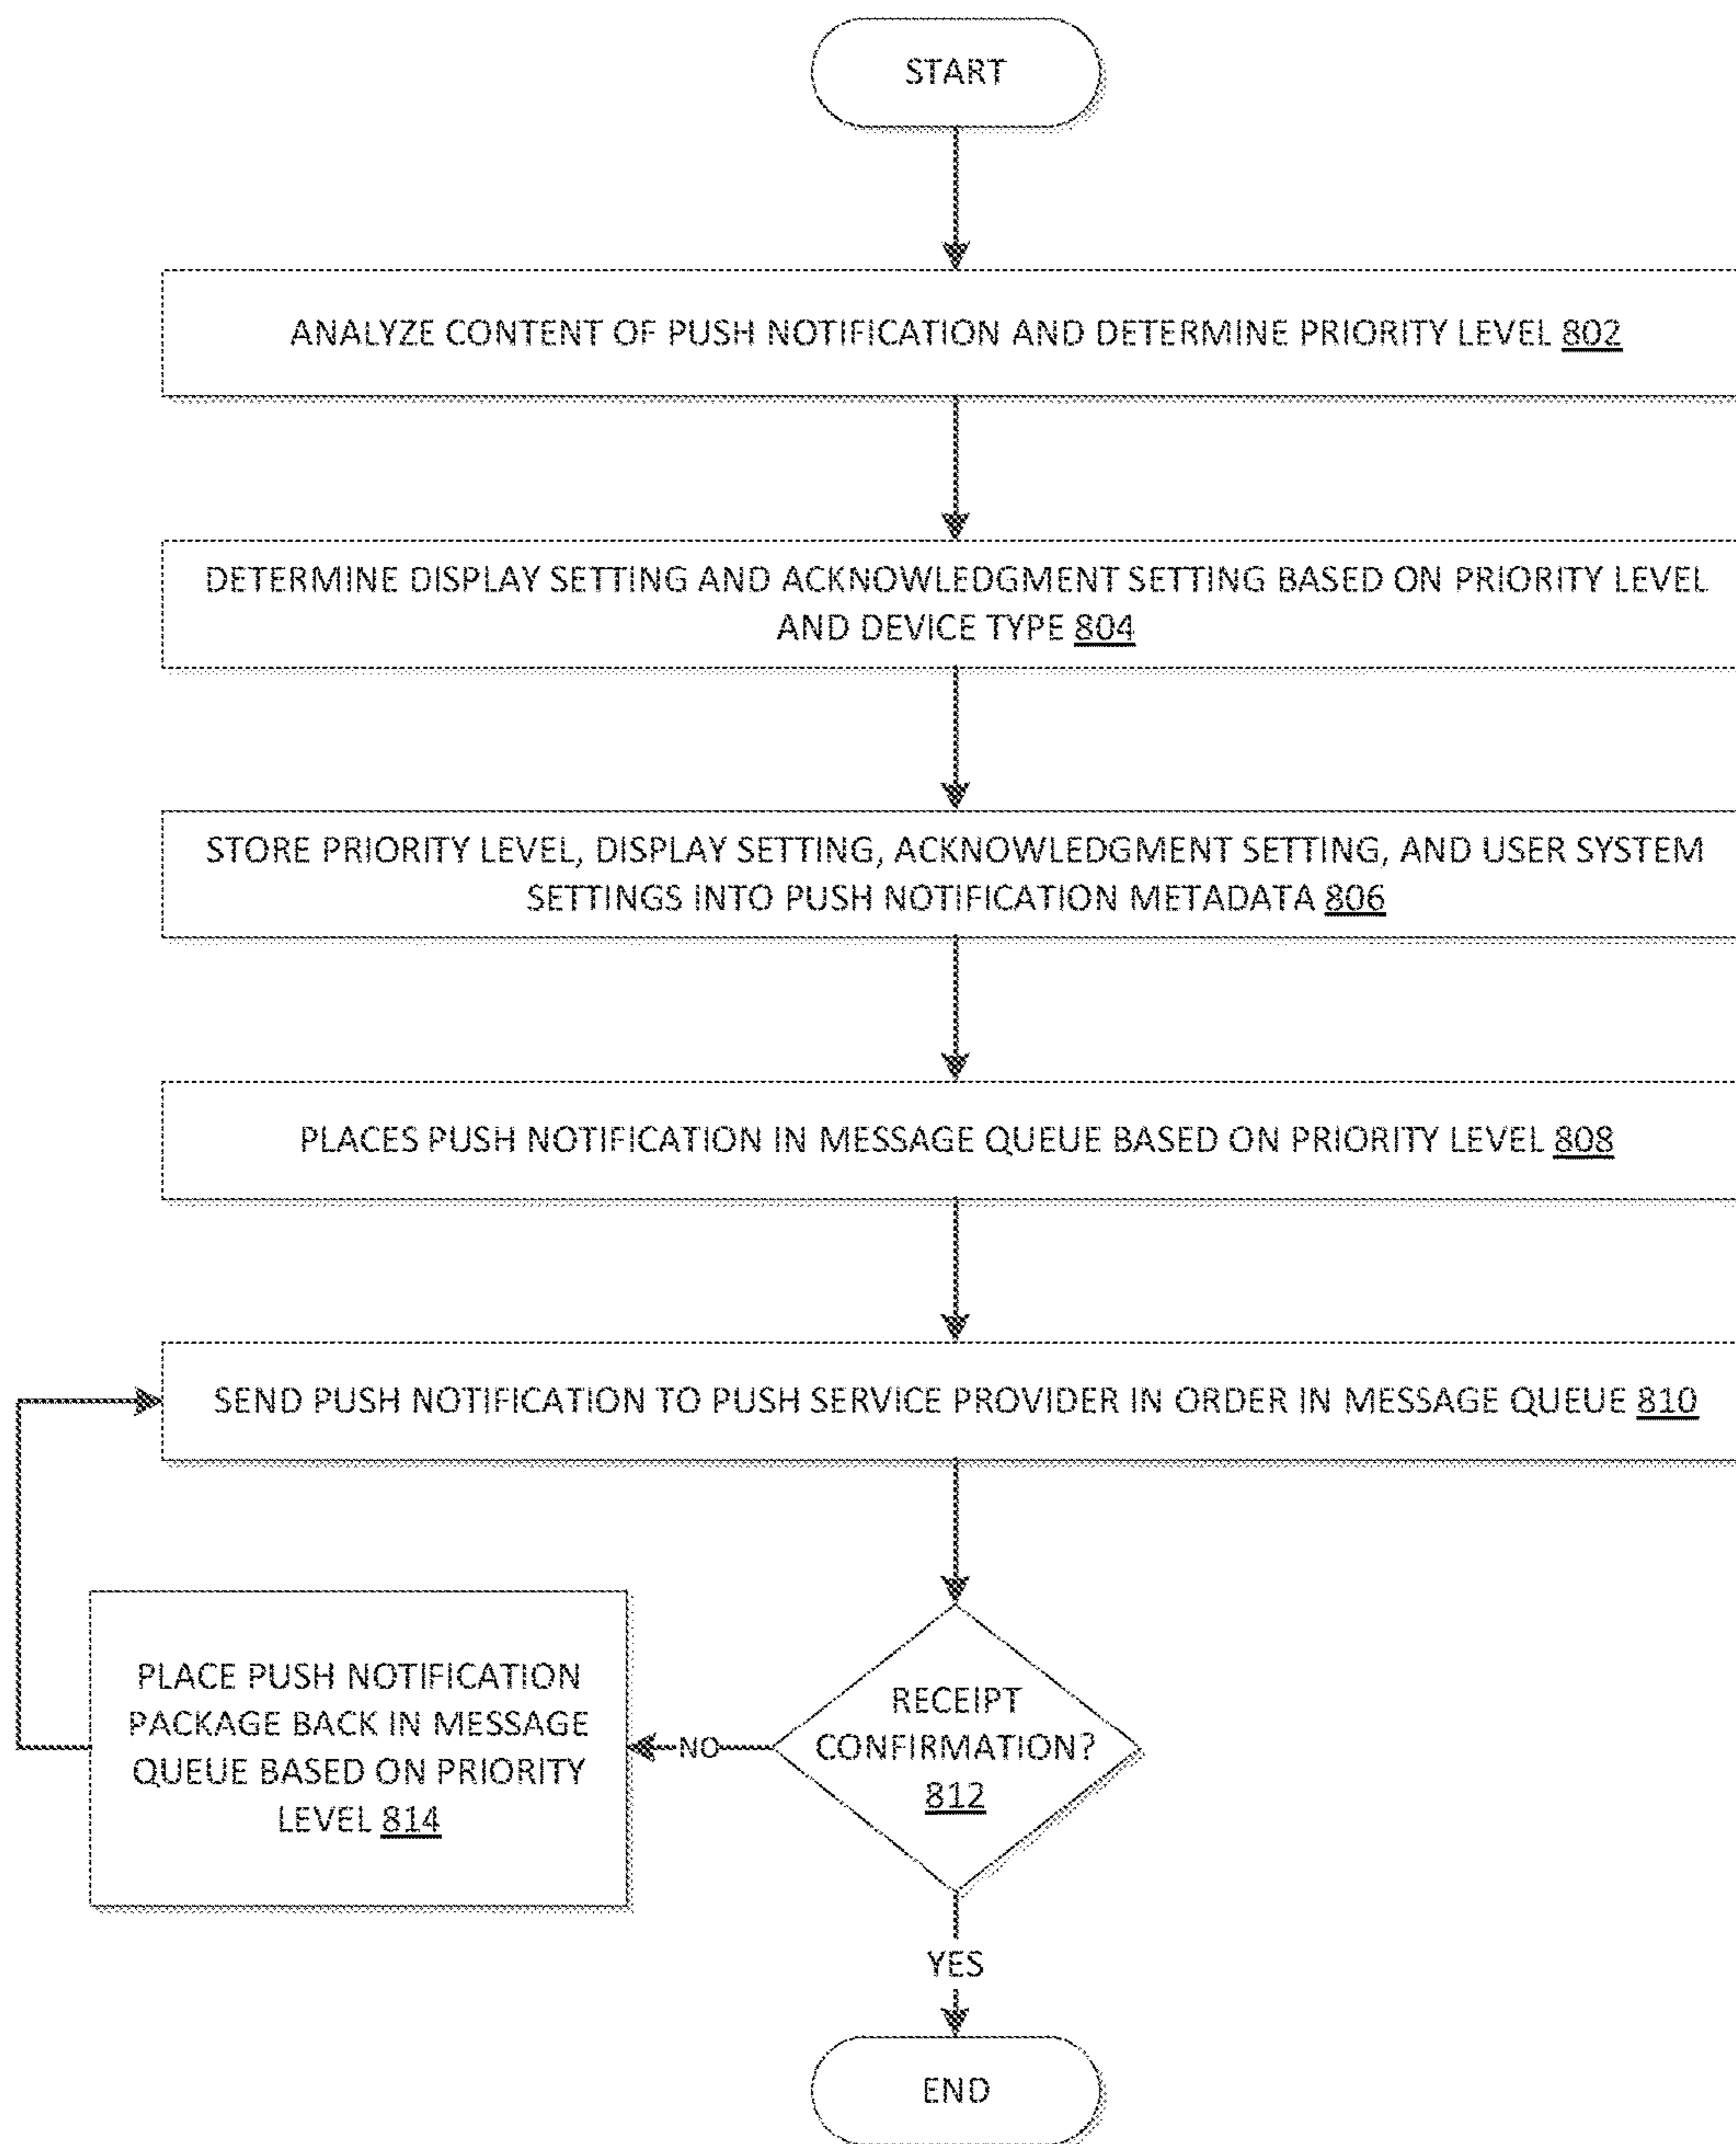 START
ANALYZE CONTENT OF PUSH NOTIFICATION AND DETERMINE PRIORITY LEVEL 802
DETERMINE DISPLAY SETTING AND ACKNOWLEDGMENT SETTING BASED ON PRIORITY LEVEL
AND DEVICE TYPE 804
STORE PRIORITY LEVEL, DISPLAY SETTING, ACKNOWLEDGMENT SETTING, AND USER SYSTEM
SETTINGS INTO PUSH NOTIFICATION METADATA 806
PLACES PUSH NOTIFICATION IN MESSAGE QUEUE BASED ON PRIORITY LEVEL 808
SEND PUSH NOTIFICATION TO PUSH SERVICE PROVIDER IN ORDER IN MESSAGE QUEUE 810
RECEIPT
CONFIRMATION?
812
NO
PLACE PUSH NOTIFICATION
PACKAGE BACK IN MESSAGE
QUEUE BASED ON PRIORITY
LEVEL 814
YES
END